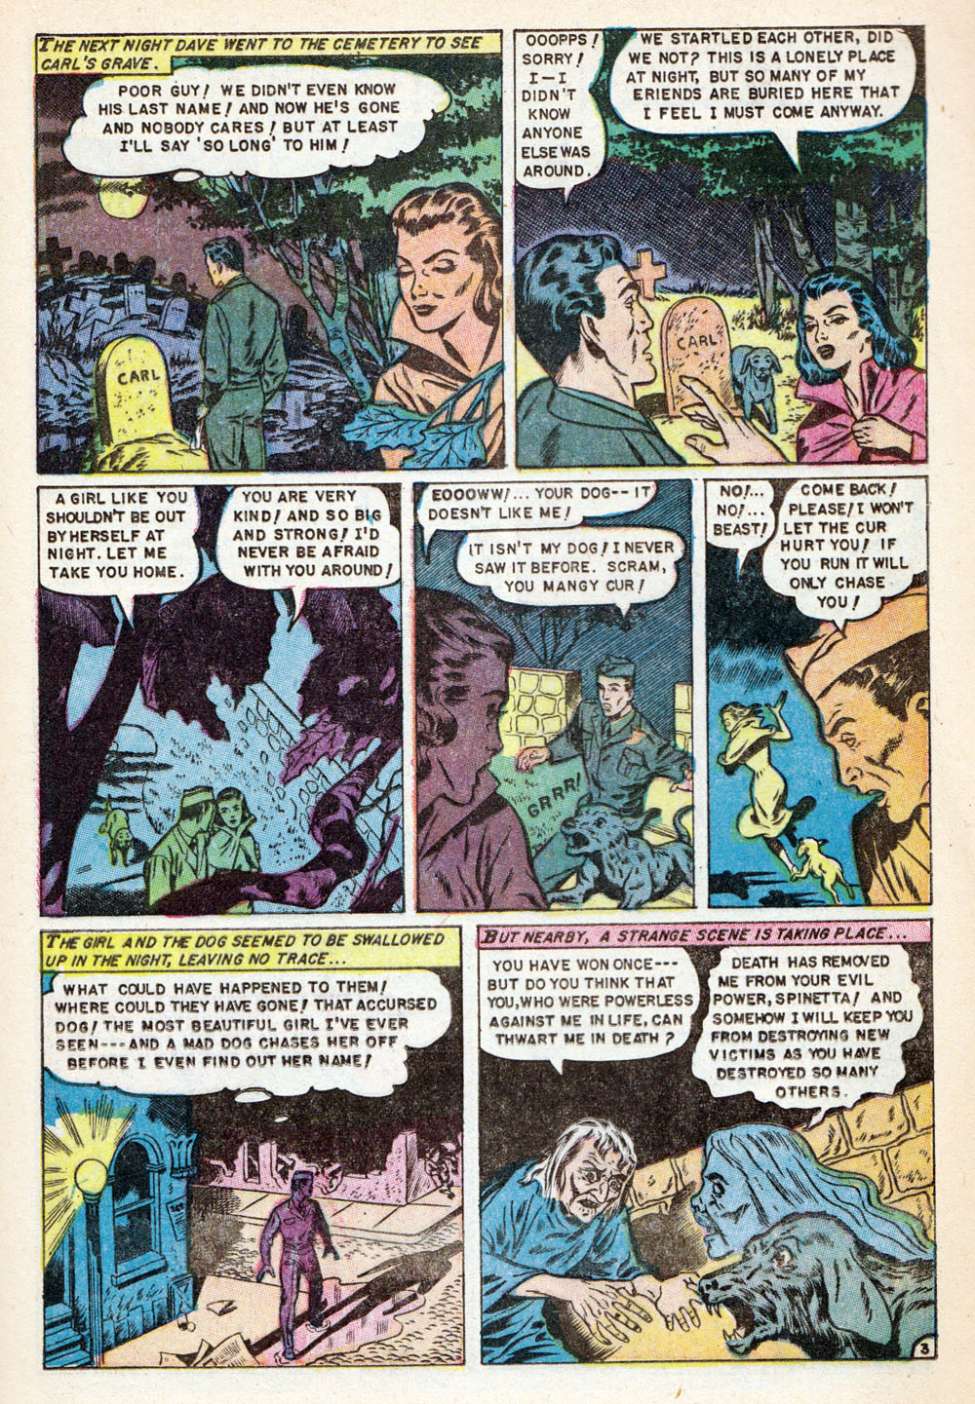 THE NEXT NIGHT DAVE WENT TO THE CEMETERY TO SEE
CARL'S GRAVE.
POOR GUY! WE DIDN'T EVEN KNOW
HIS LAST NAME! AND NOW HE'S GONE
AND NOBODY CARES! BUT AT LEAST
I'LL SAY 'SO LONG' TO HIM!
CARL
OOOPPS!
SORRY!
I-I
DIDN'T
KNOW
ANYONE
ELSE WAS
AROUND.
WE STARTLED EACH OTHER, DID
WE NOT? THIS IS A LONELY PLACE
AT NIGHT, BUT SO MANY OF MY
ERIENDS ARE BURIED HERE THAT
I FEEL I MUST COME ANYWAY.
CARL
A GIRL LIKE YOU
SHOULDN'T BE OUT
BY HERSELF AT
NIGHT. LET ME
TAKE YOU HOME.
YOU ARE VERY
KIND! AND SO BIG
AND STRONG! I'D
NEVER BE AFRAID
WITH YOU AROUND!
EOOOWW!... YOUR DOG--IT
DOESN'T LIKE ME!
IT ISN'T MY DOG! I NEVER
SAW IT BEFORE. SCRAM,
YOU MANGY CUR!
GRRR!
NO!...
NO!...
BEAST!
COME BACK!
PLEASE! I WON'T
LET THE CUR
HURT YOU! IF
YOU RUN IT WILL
ONLY CHASE
YOU!
THE GIRL AND THE DOG SEEMED TO BE SWALLOWED
UP IN THE NIGHT, LEAVING NO TRACE...
WHAT COULD HAVE HAPPENED TO THEM!
WHERE COULD THEY HAVE GONE! THAT ACCURSED
DOG! THE MOST BEAUTIFUL GIRL I'VE EVER
SEEN---AND A MAD DOG CHASES HER OFF
BEFORE I EVEN FIND OUT HER NAME!
BUT NEARBY, A STRANGE SCENE IS TAKING PLACE...
YOU HAVE WON ONCE---
BUT DO YOU THINK THAT
YOU, WHO WERE POWERLESS
AGAINST ME IN LIFE, CAN
THWART ME IN DEATH?
DEATH HAS REMOVED
ME FROM YOUR EVIL
POWER, SPINETTA! AND
SOMEHOW I WILL KEEP YOU
FROM DESTROYING NEW
VICTIMS AS YOU HAVE
DESTROYED SO MANY
OTHERS.
3